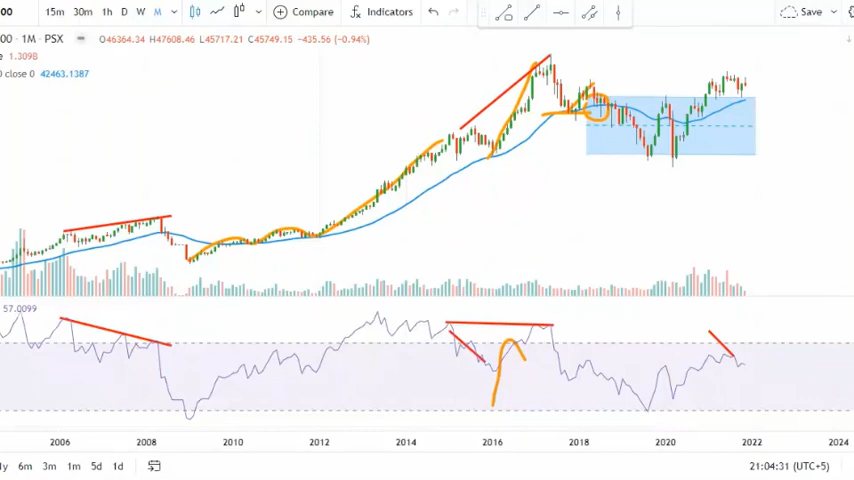 00 15m 30m 1h D W M Compare Indicators Save
00 · 1M · PSX O46364.34 H47608.46 L45717.21 C45749.15 −435.56 (−0.94%)
e 1.309B
0 close 0 42463.1387
57.0099
2006 2008 2010 2012 2014 2016 2018 2020 2022 2024
1y 6m 3m 1m 5d 1d 21:04:31 (UTC+5)